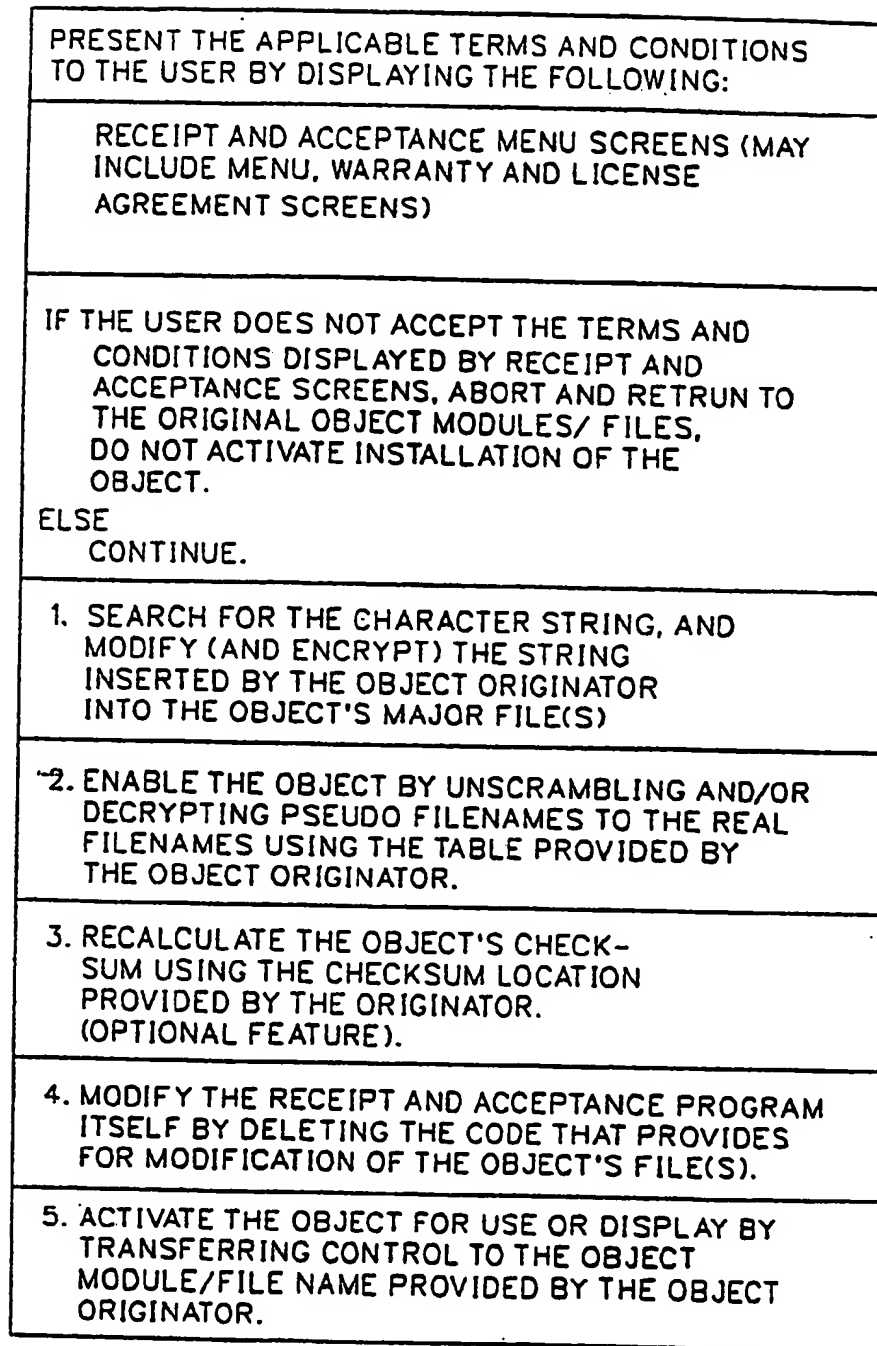 PRESENT THE APPLICABLE TERMS AND CONDITIONS
TO THE USER BY DISPLAYING THE FOLLOWING:
RECEIPT AND ACCEPTANCE MENU SCREENS (MAY
INCLUDE MENU, WARRANTY AND LICENSE
AGREEMENT SCREENS)
IF THE USER DOES NOT ACCEPT THE TERMS AND
CONDITIONS DISPLAYED BY RECEIPT AND
ACCEPTANCE SCREENS, ABORT AND RETRUN TO
THE ORIGINAL OBJECT MODULES/ FILES,
DO NOT ACTIVATE INSTALLATION OF THE
OBJECT.
ELSE
CONTINUE.
1. SEARCH FOR THE CHARACTER STRING, AND
MODIFY (AND ENCRYPT) THE STRING
INSERTED BY THE OBJECT ORIGINATOR
INTO THE OBJECT'S MAJOR FILE(S)
2. ENABLE THE OBJECT BY UNSCRAMBLING AND/OR
DECRYPTING PSEUDO FILENAMES TO THE REAL
FILENAMES USING THE TABLE PROVIDED BY
THE OBJECT ORIGINATOR.
3. RECALCULATE THE OBJECT'S CHECK-
SUM USING THE CHECKSUM LOCATION
PROVIDED BY THE ORIGINATOR.
(OPTIONAL FEATURE).
4. MODIFY THE RECEIPT AND ACCEPTANCE PROGRAM
ITSELF BY DELETING THE CODE THAT PROVIDES
FOR MODIFICATION OF THE OBJECT'S FILE(S).
5. ACTIVATE THE OBJECT FOR USE OR DISPLAY BY
TRANSFERRING CONTROL TO THE OBJECT
MODULE/FILE NAME PROVIDED BY THE OBJECT
ORIGINATOR.